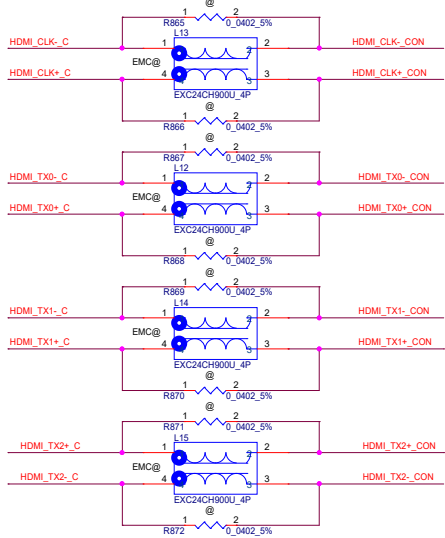 @
1 2
R865 0_0402_5%
L13
HDMI_CLK-_C 1 2 HDMI_CLK-_CON
EMC@
HDMI_CLK+_C 4 3 HDMI_CLK+_CON
EXC24CH900U_4P
@
1 2
R866 0_0402_5%
@
1 2
R867 0_0402_5%
L12
HDMI_TX0-_C 1 2 HDMI_TX0-_CON
EMC@
HDMI_TX0+_C 4 3 HDMI_TX0+_CON
EXC24CH900U_4P
@
1 2
R868 0_0402_5%
@
1 2
R869 0_0402_5%
L14
HDMI_TX1-_C 1 2 HDMI_TX1-_CON
EMC@
HDMI_TX1+_C 4 3 HDMI_TX1+_CON
EXC24CH900U_4P
@
1 2
R870 0_0402_5%
@
1 2
R871 0_0402_5%
L15
HDMI_TX2+_C 1 2 HDMI_TX2+_CON
EMC@
HDMI_TX2-_C 4 3 HDMI_TX2-_CON
EXC24CH900U_4P
@
1 2
R872 0_0402_5%